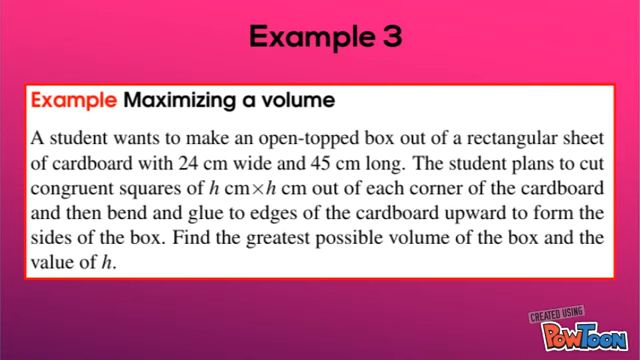 Example 3
Example Maximizing a volume
A student wants to make an open-topped box out of a rectangular sheet
of cardboard with 24 cm wide and 45 cm long. The student plans to cut
congruent squares of h cm×h cm out of each corner of the cardboard
and then bend and glue to edges of the cardboard upward to form the
sides of the box. Find the greatest possible volume of the box and the
value of h.
CREATED USING
POWTOON